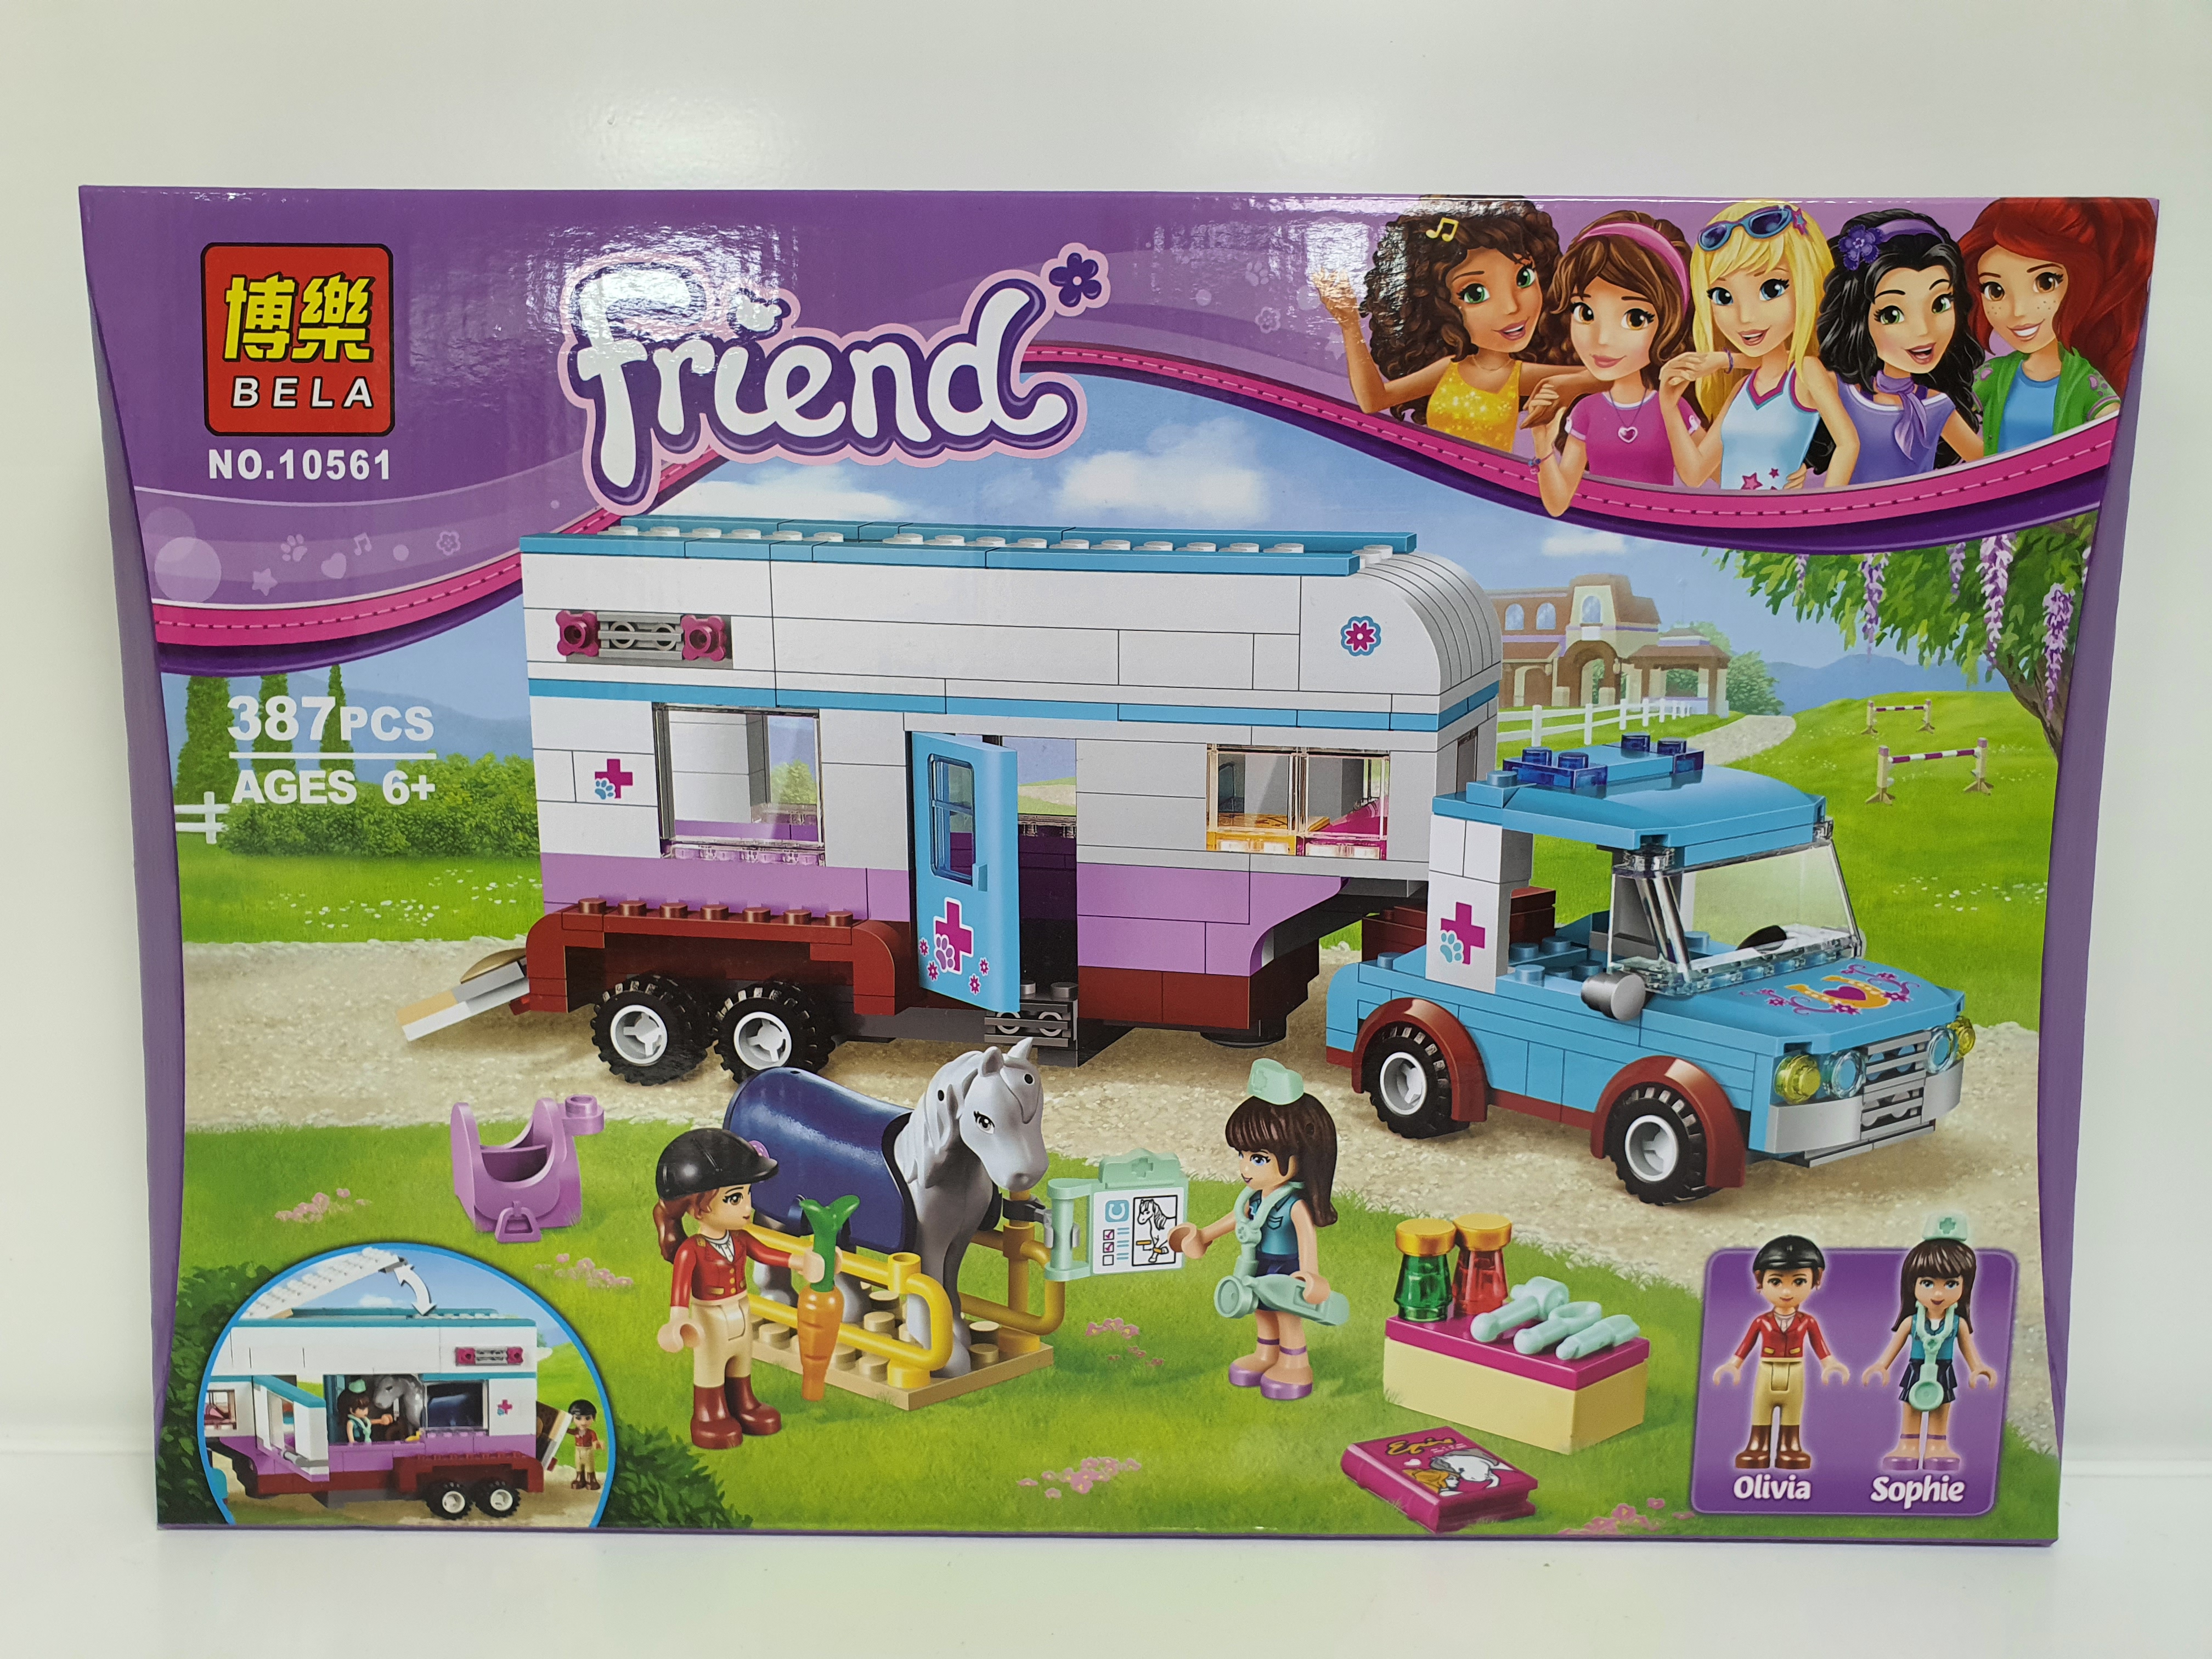 博樂
BELA
NO.10561
friend
387PCS
AGES 6+
Olivia
Sophie